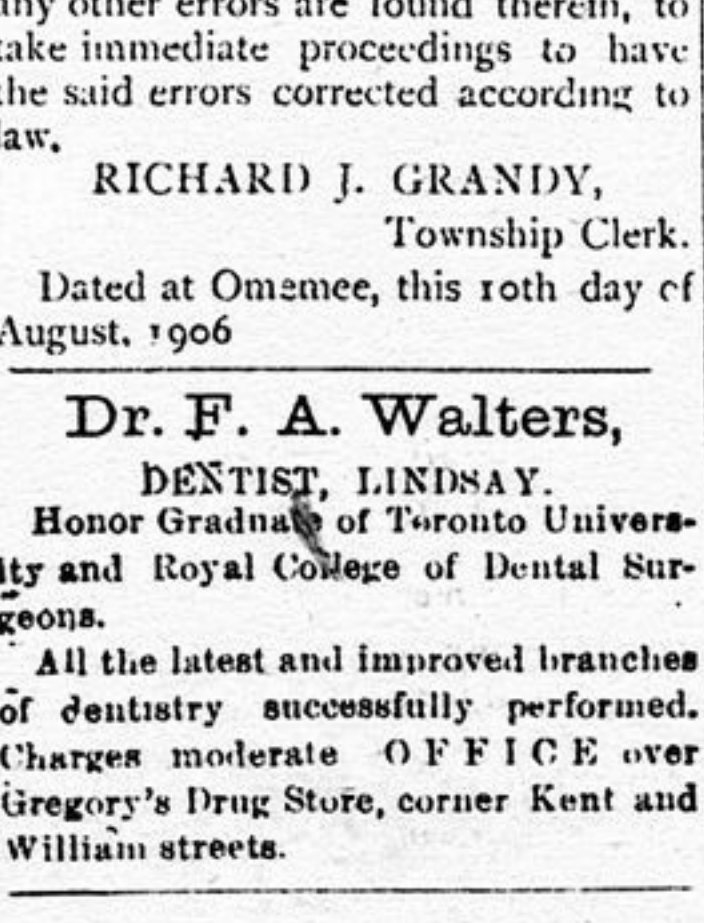 any other errors are found therein, to
take immediate proceedings to have
the said errors corrected according to
law.
RICHARD J. GRANDY,
Township Clerk.
Dated at Omemee, this 10th day of
August. 1906
Dr. F. A. Walters,
DENTIST, LINDSAY.
Honor Graduate of Toronto Univers-
ity and Royal College of Dental Sur-
geons.
All the latest and improved branches
of dentistry successfully performed.
Charges moderate OFFICE over
Gregory's Drug Store, corner Kent and
William streets.